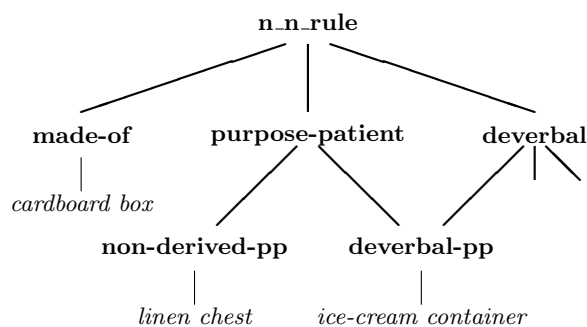 n_n_rule
made-of purpose-patient deverbal
cardboard box
non-derived-pp deverbal-pp
linen chest ice-cream container